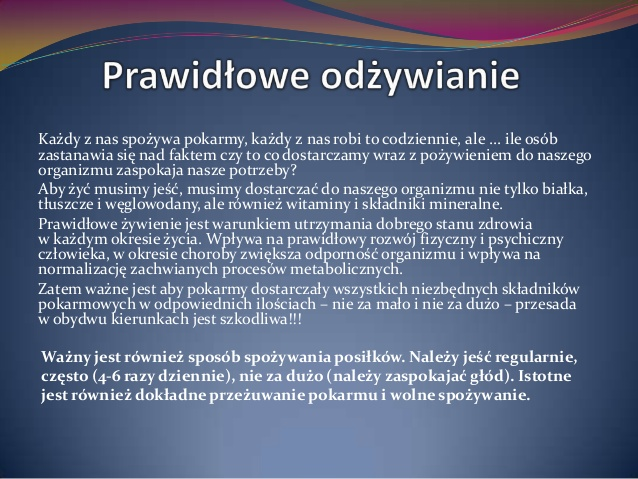 Prawidłowe odżywianie
Każdy z nas spożywa pokarmy, każdy z nas robi to codziennie, ale ... ile osób
zastanawia się nad faktem czy to co dostarczamy wraz z pożywieniem do naszego
organizmu zaspokaja nasze potrzeby?
Aby żyć musimy jeść, musimy dostarczać do naszego organizmu nie tylko białka,
tłuszcze i węglowodany, ale również witaminy i składniki mineralne.
Prawidłowe żywienie jest warunkiem utrzymania dobrego stanu zdrowia
w każdym okresie życia. Wpływa na prawidłowy rozwój fizyczny i psychiczny
człowieka, w okresie choroby zwiększa odporność organizmu i wpływa na
normalizację zachwianych procesów metabolicznych.
Zatem ważne jest aby pokarmy dostarczały wszystkich niezbędnych składników
pokarmowych w odpowiednich ilościach – nie za mało i nie za dużo – przesada
w obydwu kierunkach jest szkodliwa!!!
Ważny jest również sposób spożywania posiłków. Należy jeść regularnie,
często (4-6 razy dziennie), nie za dużo (należy zaspokajać głód). Istotne
jest również dokładne przeżuwanie pokarmu i wolne spożywanie.